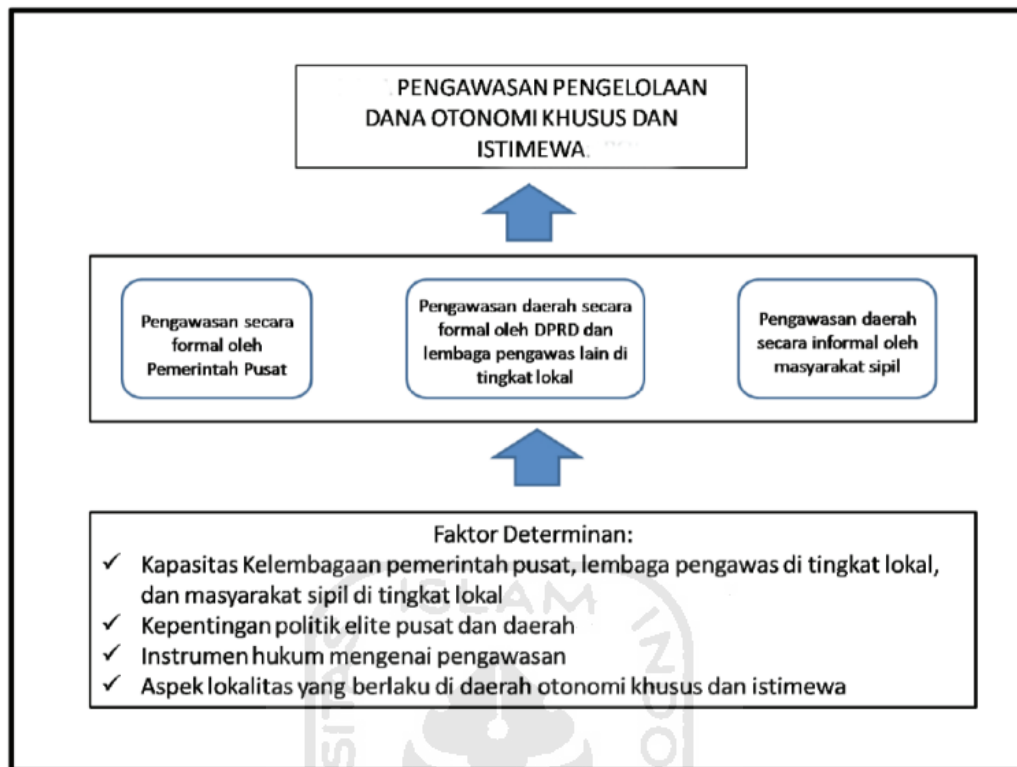 PENGAWASAN PENGELOLAAN
DANA OTONOMI KHUSUS DAN
ISTIMEWA
Pengawasan secara
formal oleh
Pemerintah Pusat
Pengawasan daerah secara
formal oleh DPRD dan
lembaga pengawas lain di
tingkat lokal
Pengawasan daerah
secara informal oleh
masyarakat sipil
Faktor Determinan:
✓ Kapasitas Kelembagaan pemerintah pusat, lembaga pengawas di tingkat lokal,
dan masyarakat sipil di tingkat lokal
✓ Kepentingan politik elite pusat dan daerah
✓ Instrumen hukum mengenai pengawasan
✓ Aspek lokalitas yang berlaku di daerah otonomi khusus dan istimewa
ISLAM